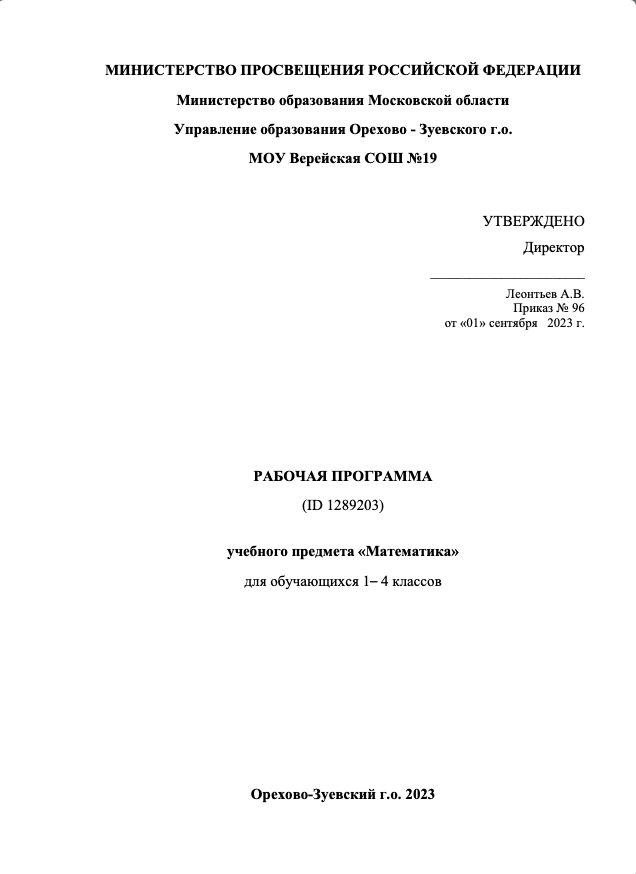 МИНИСТЕРСТВО ПРОСВЕЩЕНИЯ РОССИЙСКОЙ ФЕДЕРАЦИИ
Министерство образования Московской области
Управление образования Орехово - Зуевского г.о.
МОУ Верейская СОШ №19
УТВЕРЖДЕНО
Директор
______________________
Леонтьев А.В.
Приказ № 96
от «01» сентября 2023 г.
РАБОЧАЯ ПРОГРАММА
(ID 1289203)
учебного предмета «Математика»
для обучающихся 1– 4 классов
Орехово-Зуевский г.о. 2023